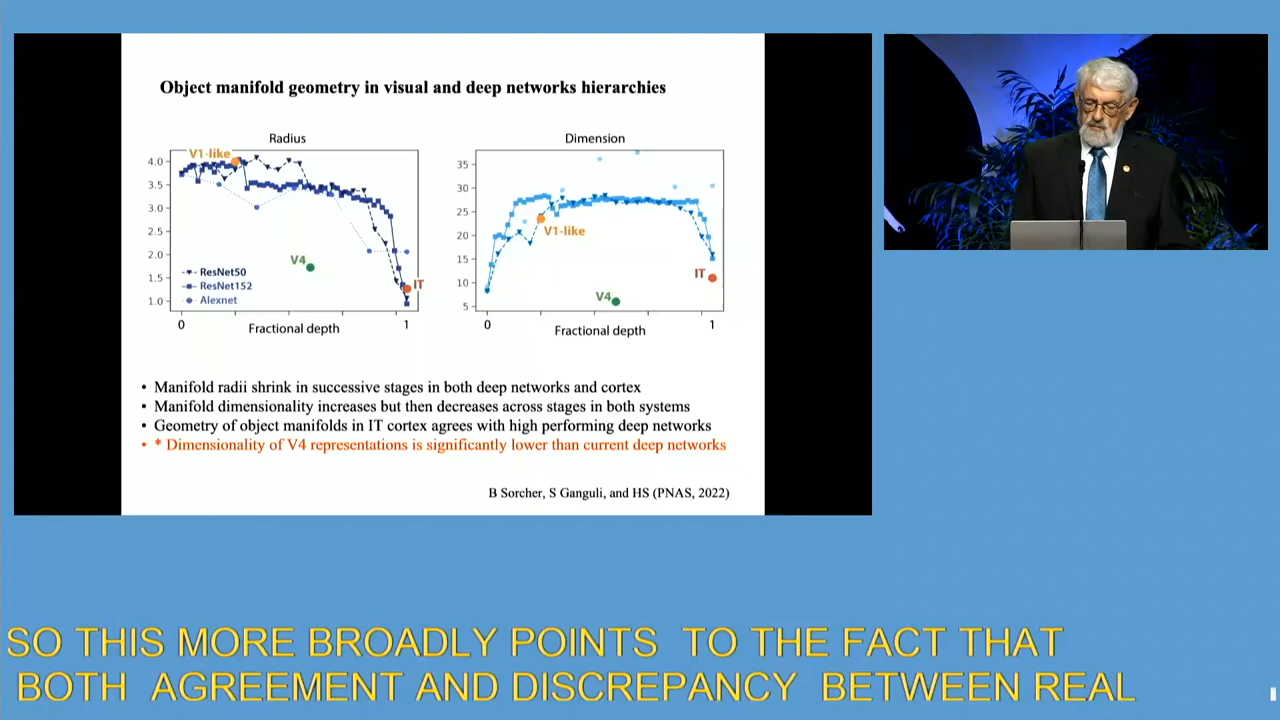 Object manifold geometry in visual and deep networks hierarchies
Radius
V1-like
4.0
3.5
3.0
2.5
2.0
1.5
1.0
V4
IT
ResNet50
ResNet152
Alexnet
0
1
Fractional depth
Dimension
35
30
25
20
15
10
5
V1-like
IT
V4
0
1
Fractional depth
• Manifold radii shrink in successive stages in both deep networks and cortex
• Manifold dimensionality increases but then decreases across stages in both systems
• Geometry of object manifolds in IT cortex agrees with high performing deep networks
• * Dimensionality of V4 representations is significantly lower than current deep networks
B Sorcher, S Ganguli, and HS (PNAS, 2022)
SO THIS MORE BROADLY POINTS TO THE FACT THAT
BOTH AGREEMENT AND DISCREPANCY BETWEEN REAL